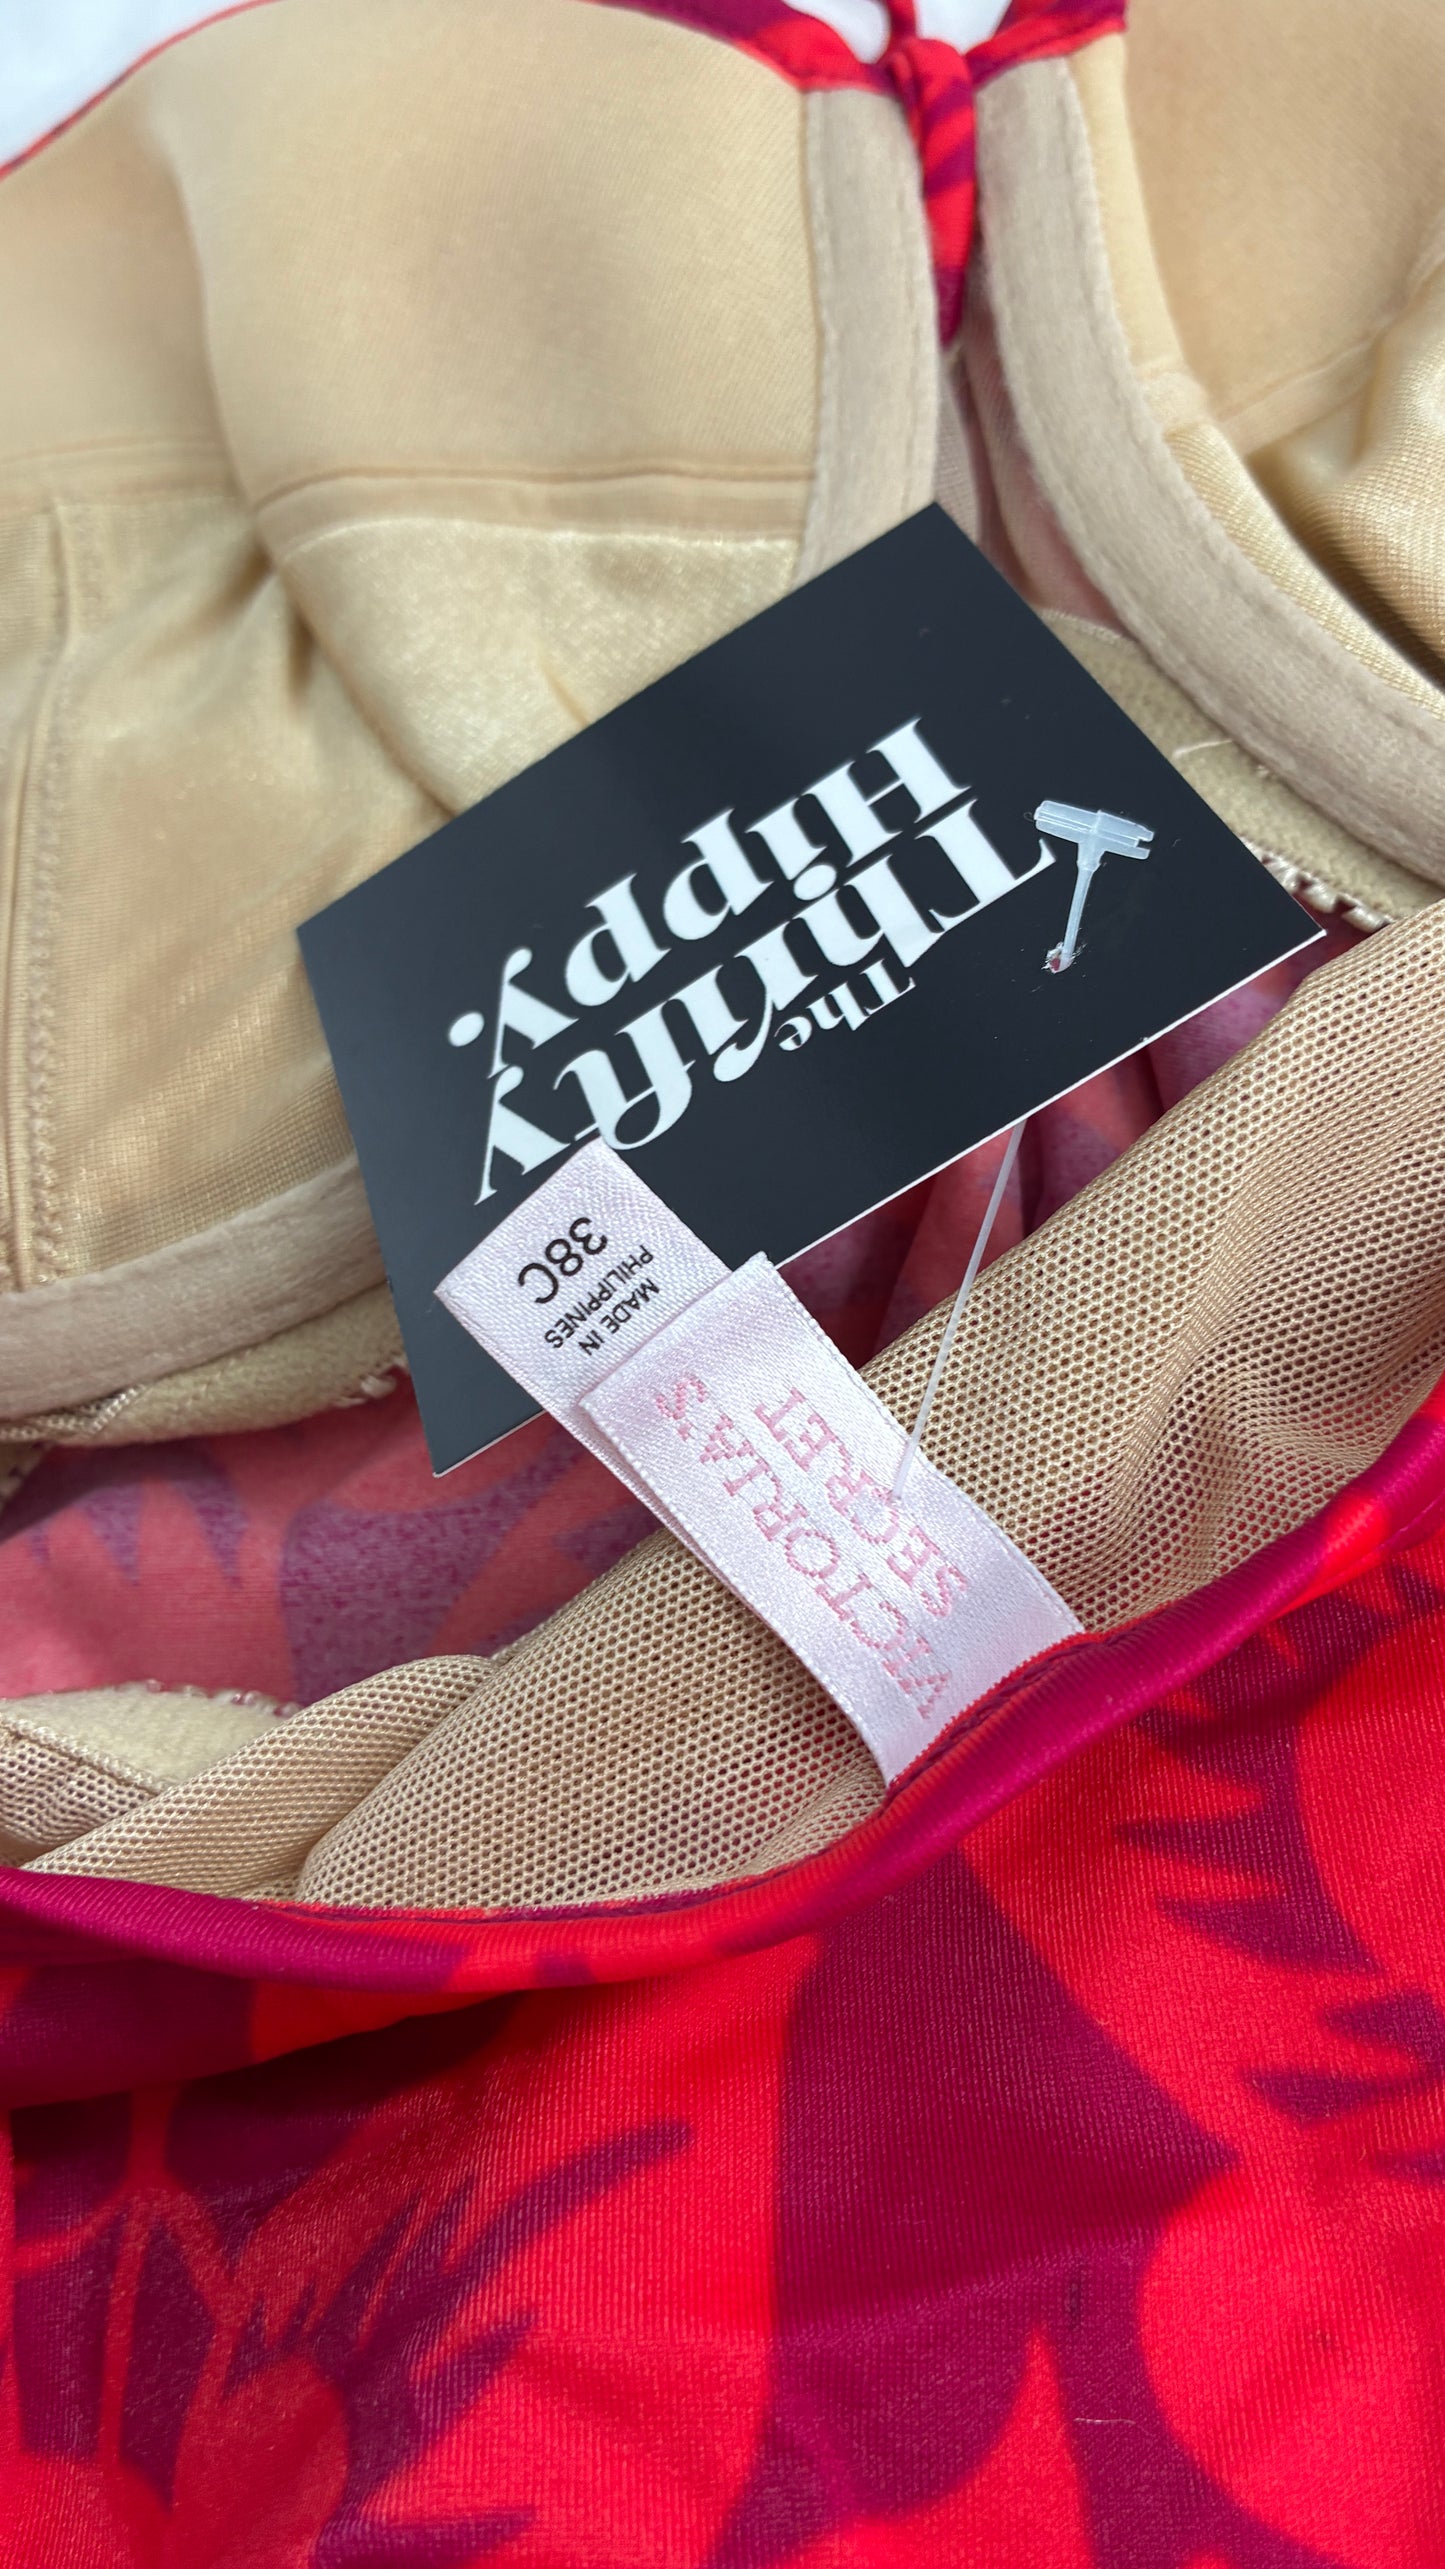 The
Thrifty
Hippy.
VICTORIA'S
SECRET
MADE IN
PHILIPPINES
38C